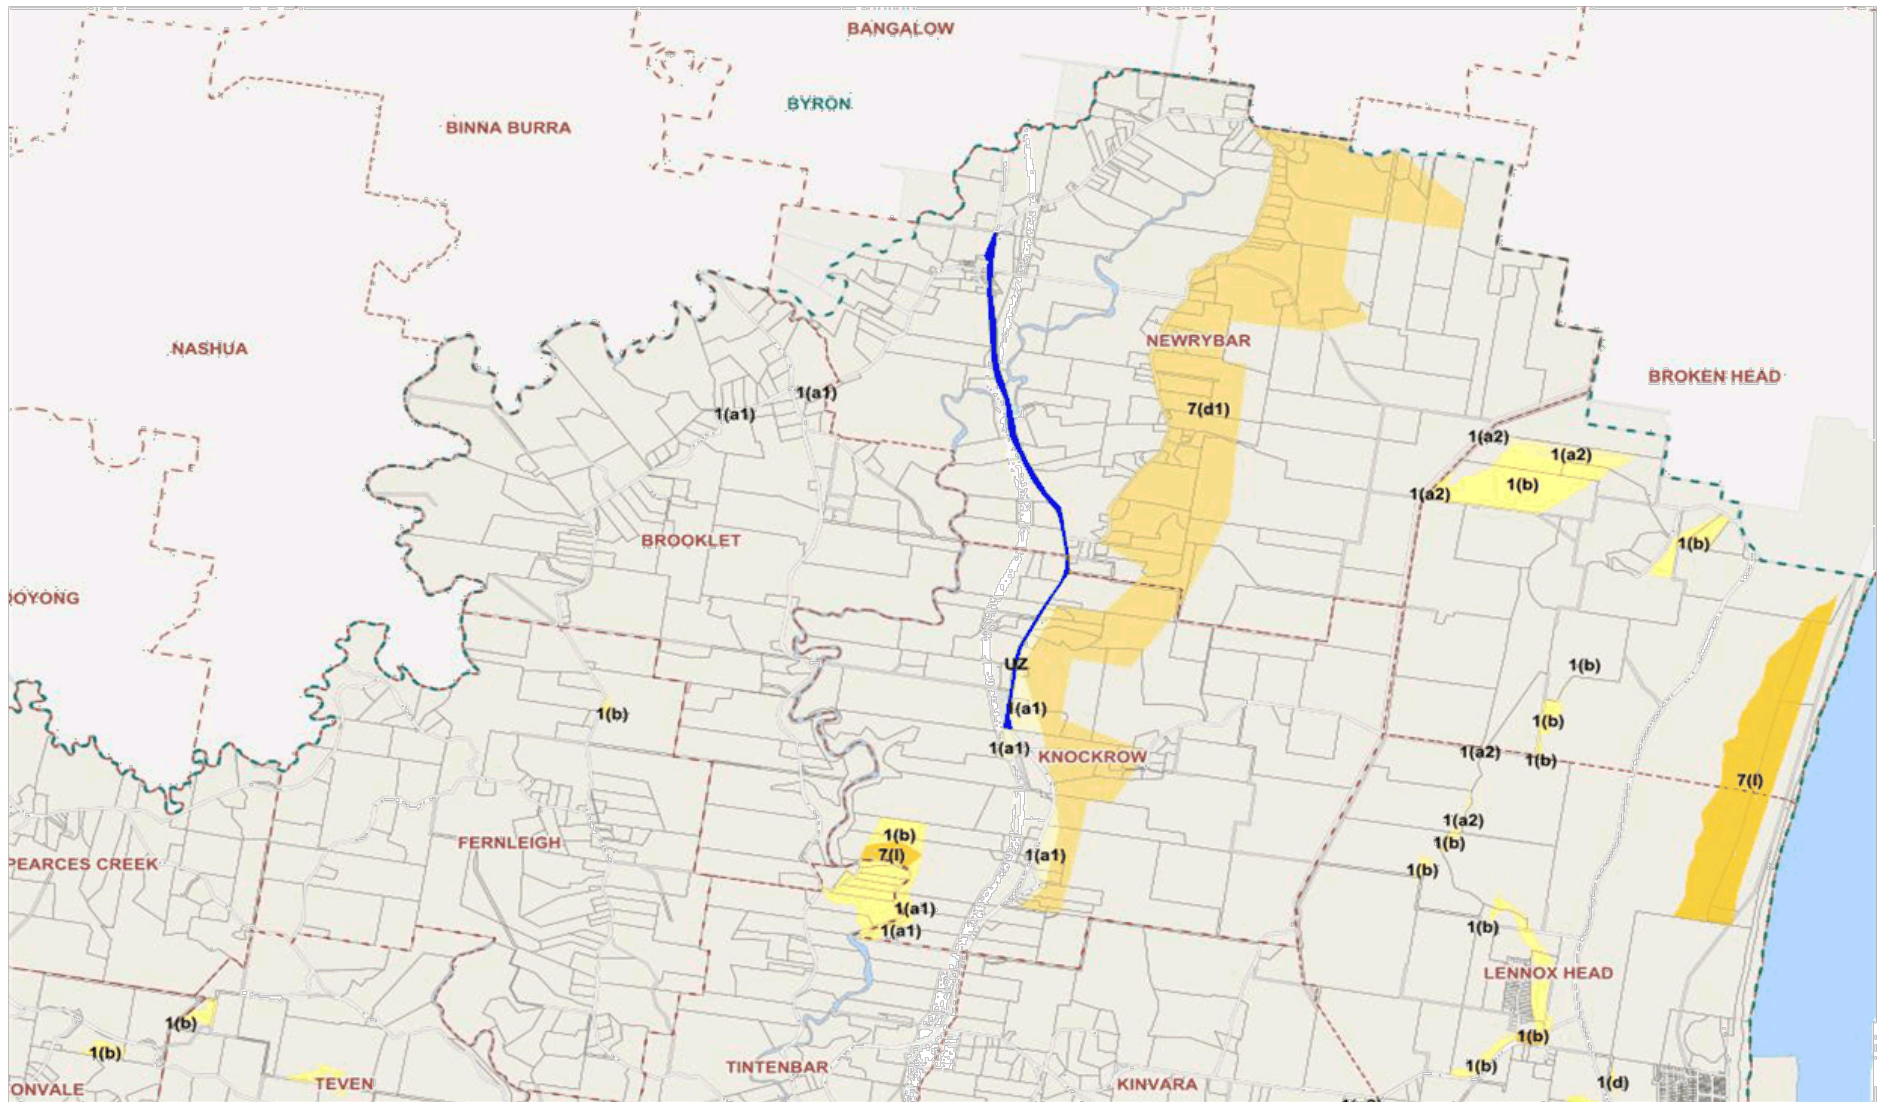 BANGALOW
BYRON
BINNA BURRA
NASHUA
NEWRYBAR
BROKEN HEAD
1(a1)
1(a1)
7(d1)
1(a2)
1(a2)
1(b)
1(a2)
BROOKLET
1(b)
OYONG
UZ
1(b)
1(b)
1(a1)
1(b)
1(a1)
KNOCKROW
1(a2)
1(b)
7(l)
1(a2)
1(b)
FERNLEIGH
1(b)
7(l)
1(a1)
PEARCES CREEK
1(b)
1(a1)
1(a1)
1(b)
LENNOX HEAD
1(b)
1(b)
1(b)
TINTENBAR
1(b)
TEVEN
KINVARA
1(d)
ONVALE